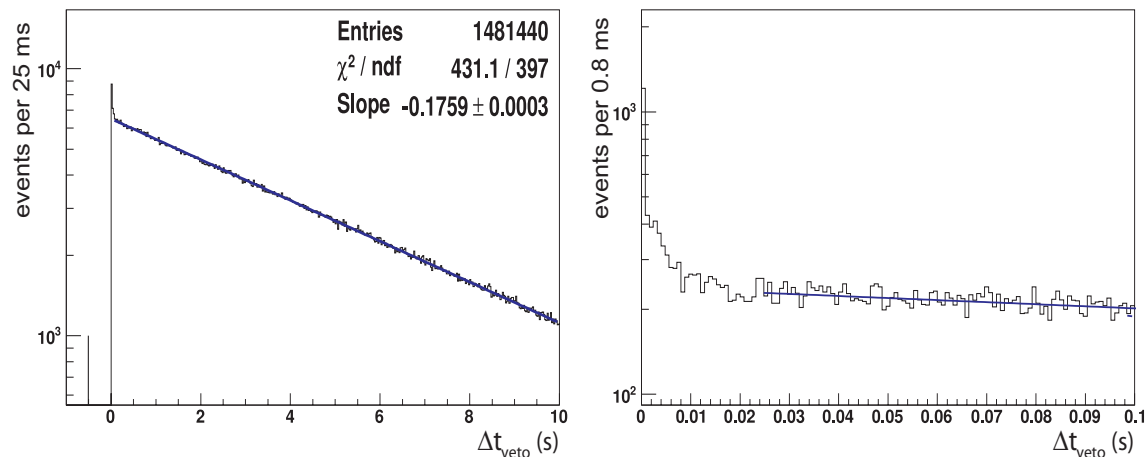 Entries 1481440
χ² / ndf 431.1 / 397
Slope -0.1759 ± 0.0003
events per 25 ms
10⁴
10³
0 2 4 6 8 10
Δt_veto (s)
events per 0.8 ms
10³
10²
0 0.01 0.02 0.03 0.04 0.05 0.06 0.07 0.08 0.09 0.1
Δt_veto (s)